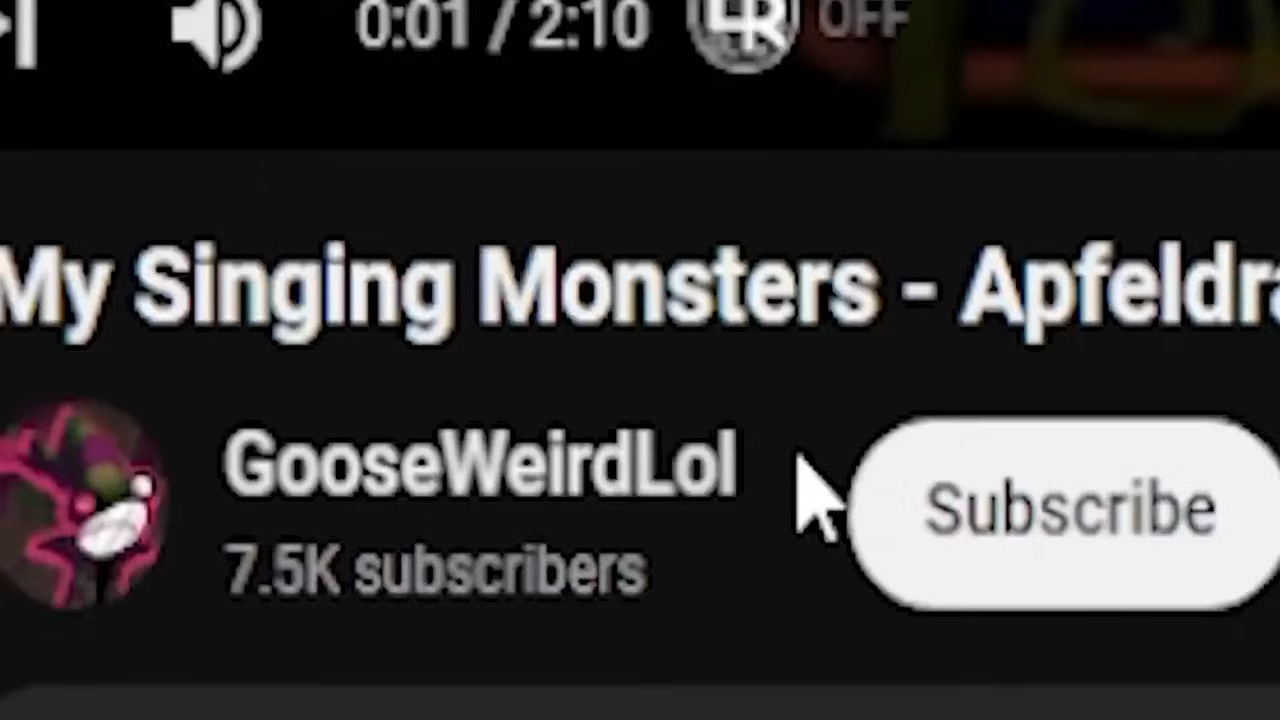 0:01 / 2:10 OFF
My Singing Monsters - Apfeldra
GooseWeirdLol
Subscribe
7.5K subscribers